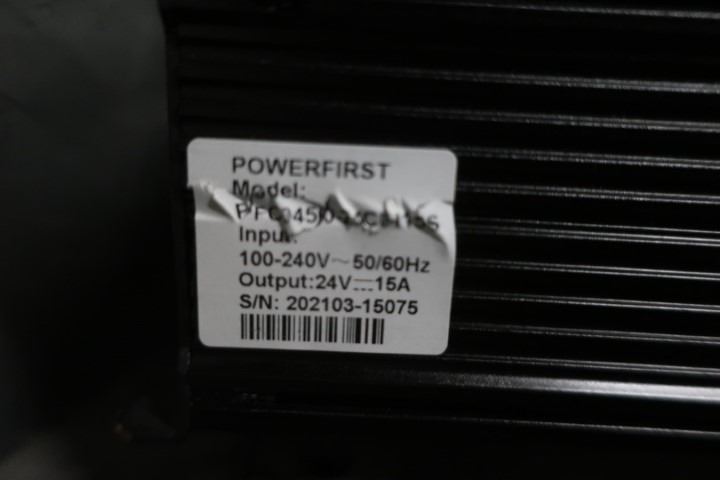 POWERFIRST
Model:
Input:
100-240V~50/60Hz
Output:24V⎓15A
S/N: 202103-15075